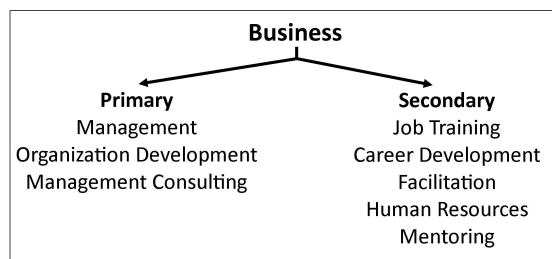 Business
Primary
Management
Organization Development
Management Consulting
Secondary
Job Training
Career Development
Facilitation
Human Resources
Mentoring